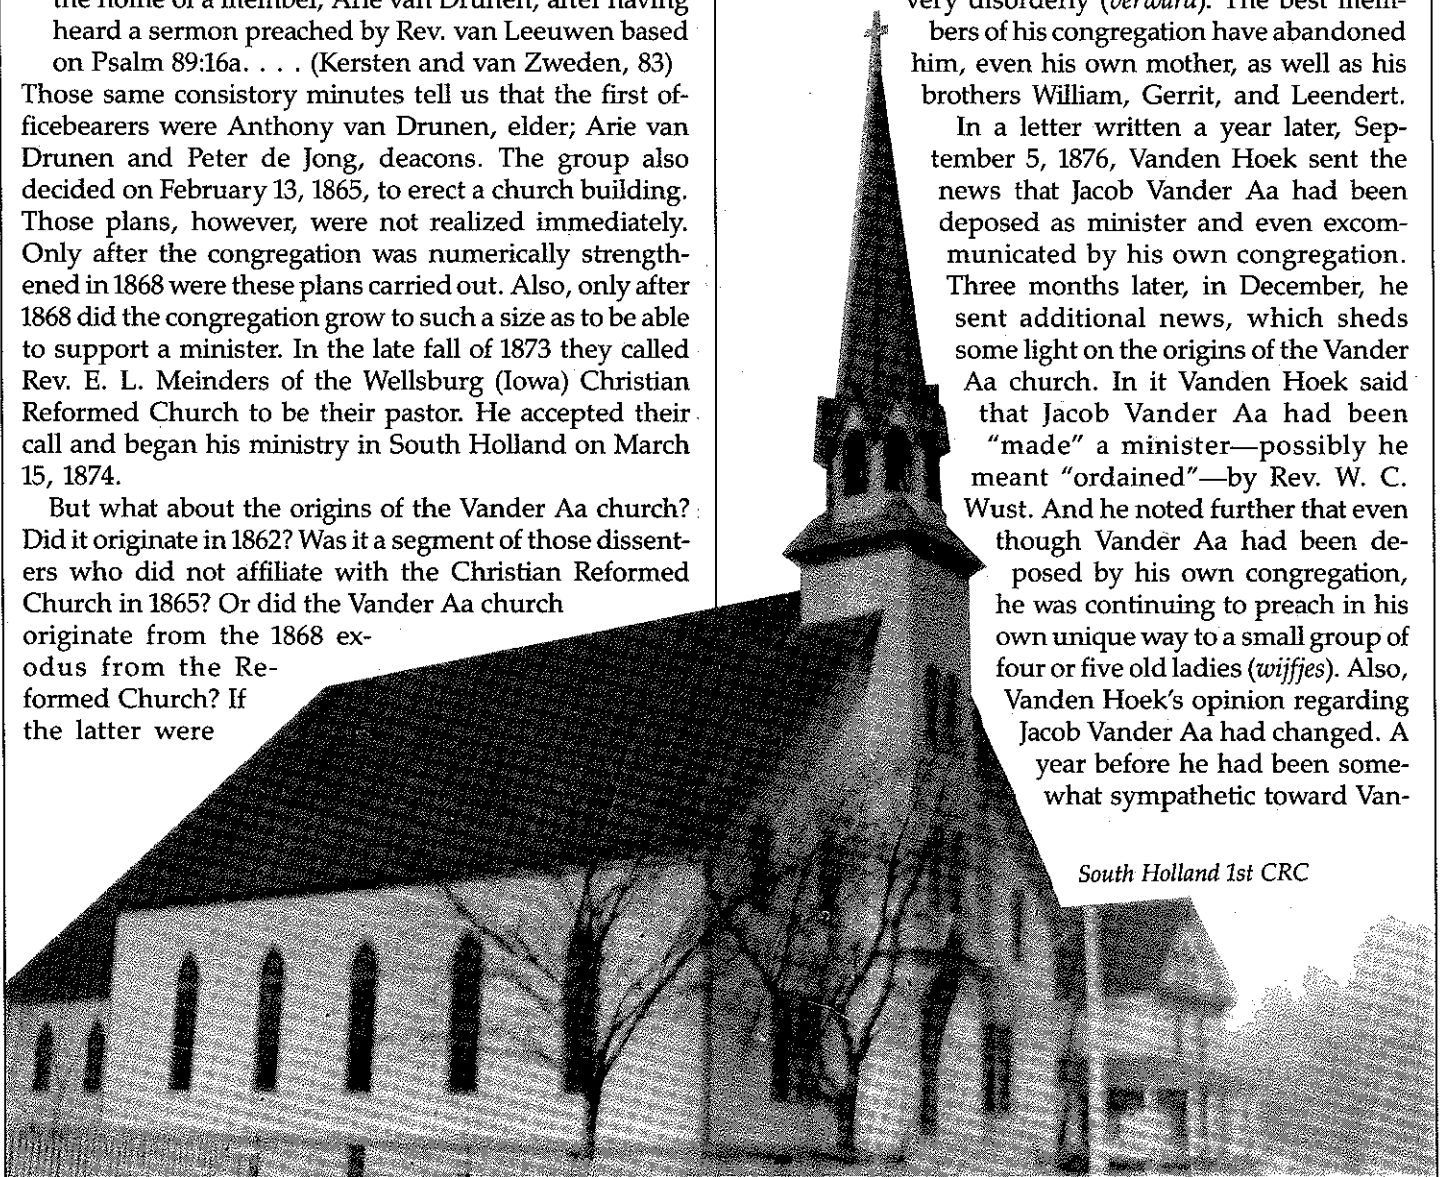 the home of a member, Arie van Drunen, after having
heard a sermon preached by Rev. van Leeuwen based
on Psalm 89:16a. . . . (Kersten and van Zweden, 83)
Those same consistory minutes tell us that the first of-
ficebearers were Anthony van Drunen, elder; Arie van
Drunen and Peter de Jong, deacons. The group also
decided on February 13, 1865, to erect a church building.
Those plans, however, were not realized immediately.
Only after the congregation was numerically strength-
ened in 1868 were these plans carried out. Also, only after
1868 did the congregation grow to such a size as to be able
to support a minister. In the late fall of 1873 they called
Rev. E. L. Meinders of the Wellsburg (Iowa) Christian
Reformed Church to be their pastor. He accepted their
call and began his ministry in South Holland on March
15, 1874.
But what about the origins of the Vander Aa church?
Did it originate in 1862? Was it a segment of those dissent-
ers who did not affiliate with the Christian Reformed
Church in 1865? Or did the Vander Aa church
originate from the 1868 ex-
odus from the Re-
formed Church? If
the latter were
very disorderly (verward). The best mem-
bers of his congregation have abandoned
him, even his own mother, as well as his
brothers William, Gerrit, and Leendert.
In a letter written a year later, Sep-
tember 5, 1876, Vanden Hoek sent the
news that Jacob Vander Aa had been
deposed as minister and even excom-
municated by his own congregation.
Three months later, in December, he
sent additional news, which sheds
some light on the origins of the Vander
Aa church. In it Vanden Hoek said
that Jacob Vander Aa had been
“made” a minister—possibly he
meant “ordained”—by Rev. W. C.
Wust. And he noted further that even
though Vander Aa had been de-
posed by his own congregation,
he was continuing to preach in his
own unique way to a small group of
four or five old ladies (wijfjes). Also,
Vanden Hoek’s opinion regarding
Jacob Vander Aa had changed. A
year before he had been some-
what sympathetic toward Van-
South Holland 1st CRC